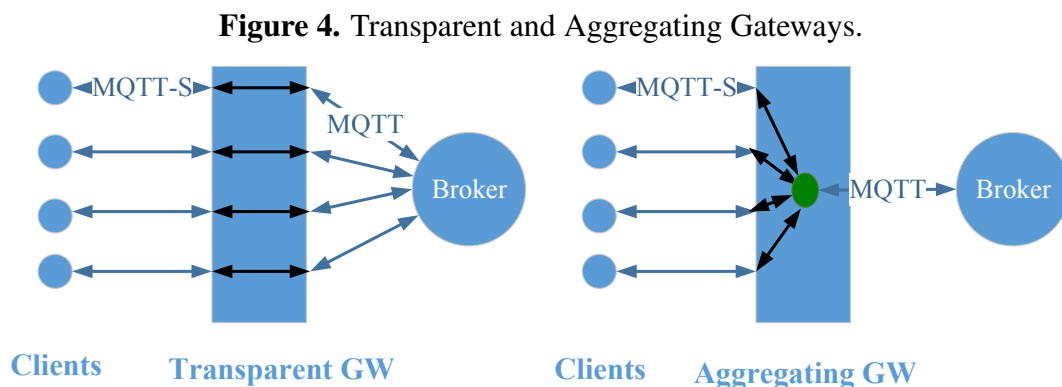 Figure 4. Transparent and Aggregating Gateways.
MQTT-S
MQTT
Broker
Clients
Transparent GW
MQTT-S
MQTT
Broker
Clients
Aggregating GW